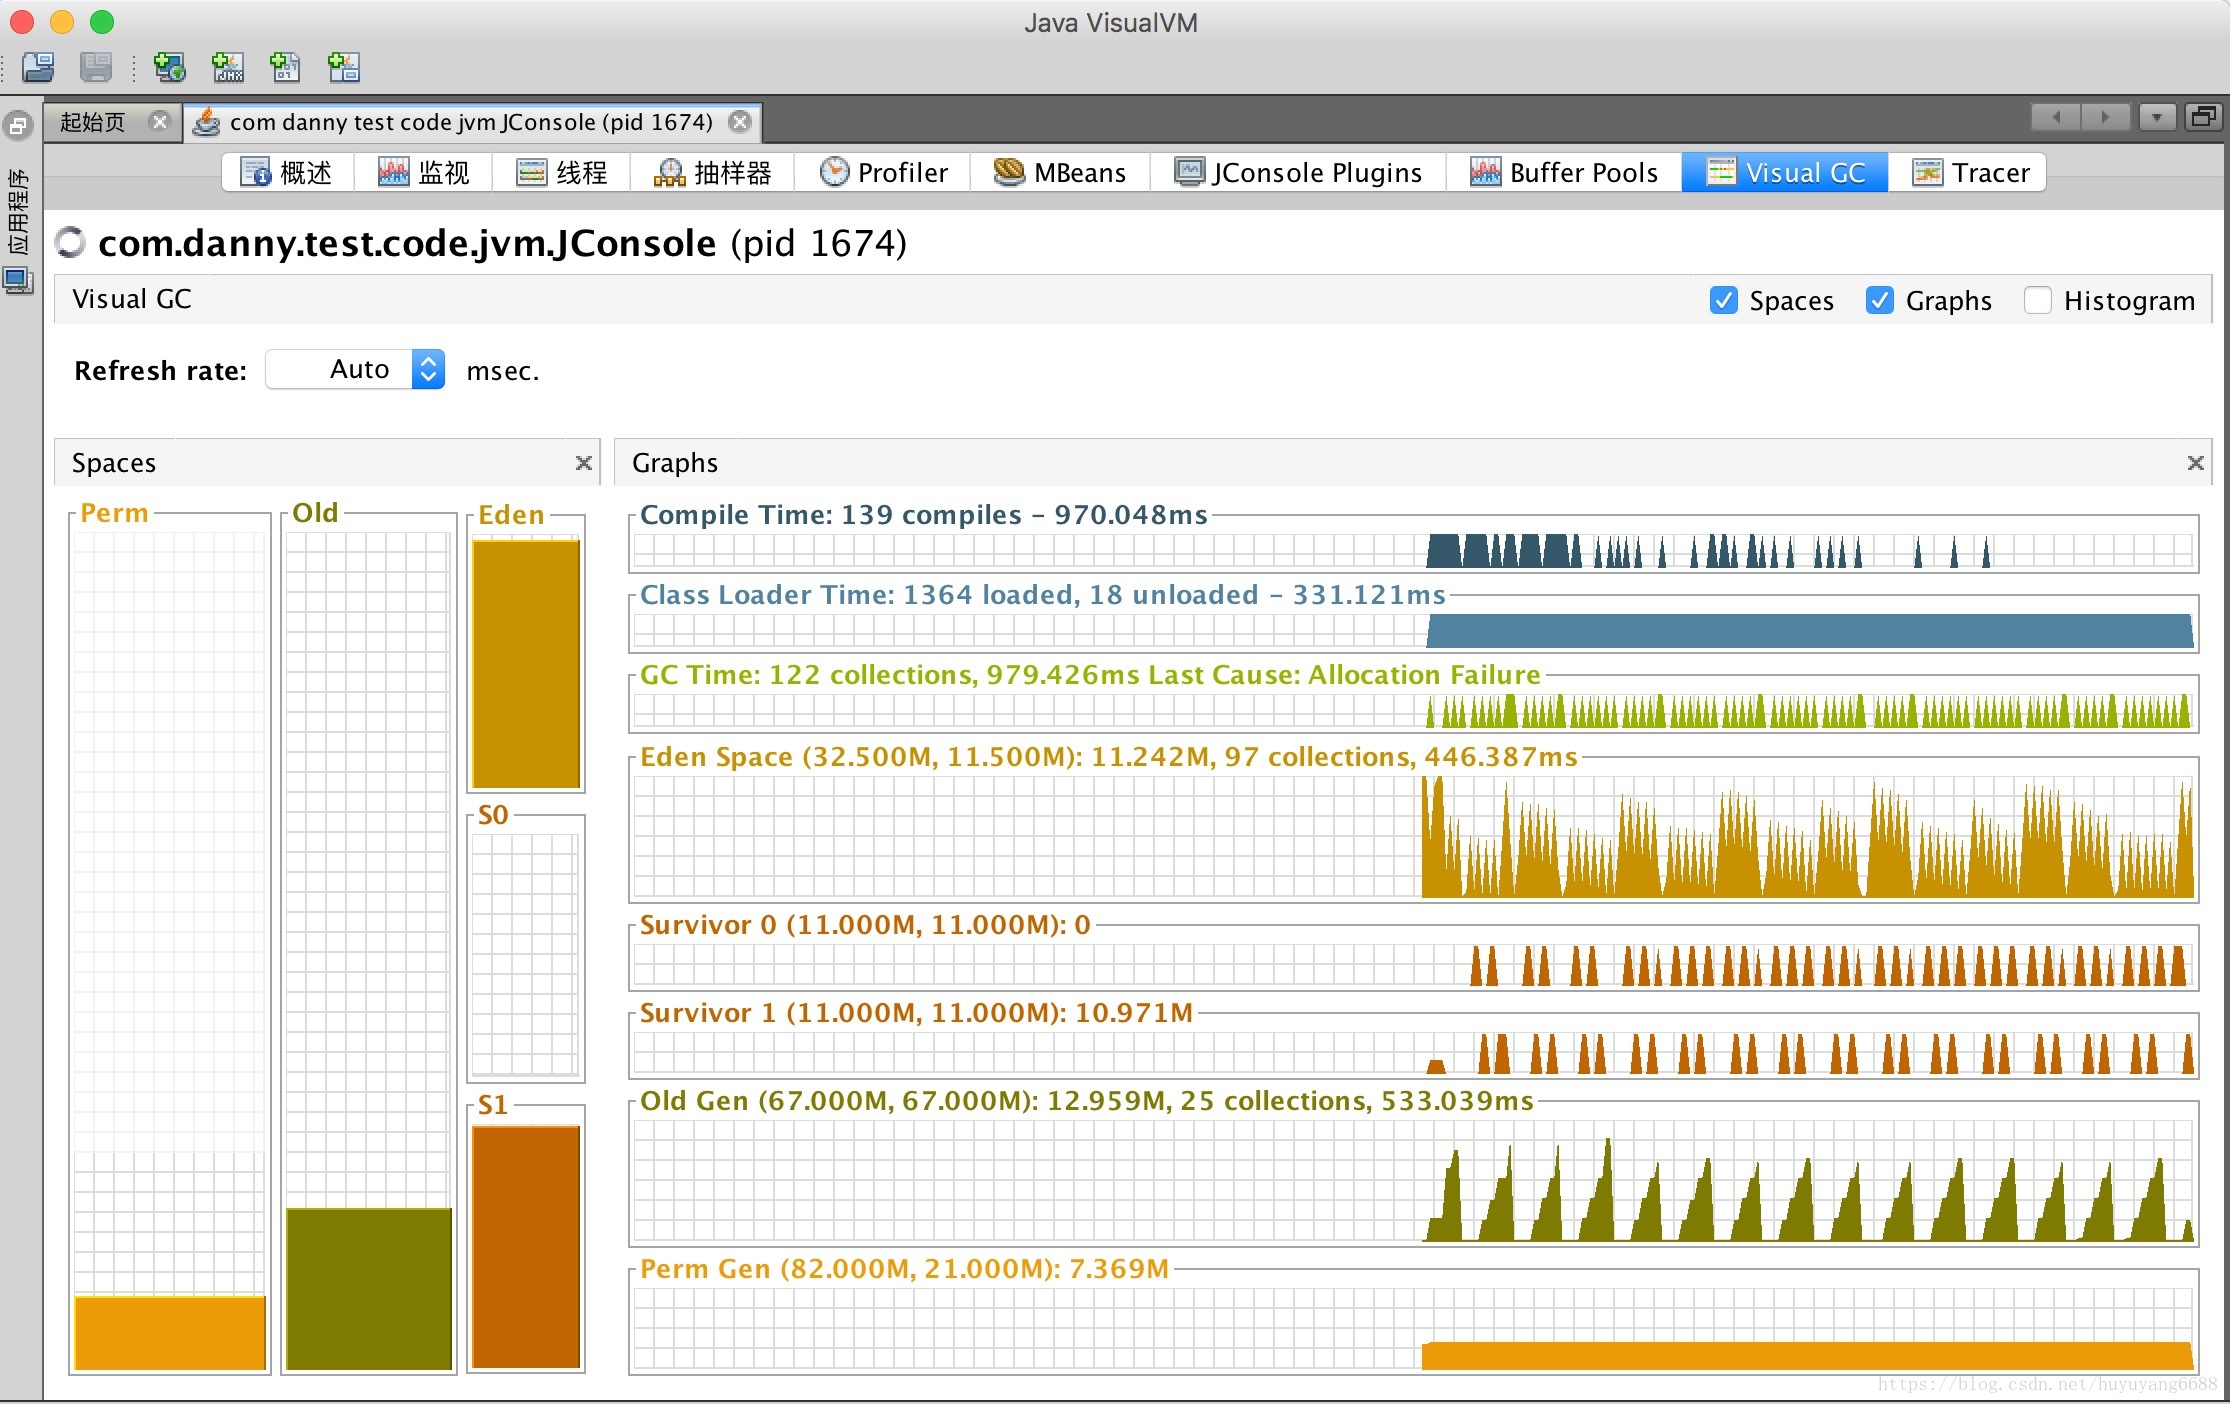 Java VisualVM
起始页
com danny test code jvm JConsole (pid 1674)
应用程序
概述
监视
线程
抽样器
Profiler
MBeans
JConsole Plugins
Buffer Pools
Visual GC
Tracer
com.danny.test.code.jvm.JConsole (pid 1674)
Visual GC
Spaces
Graphs
Histogram
Refresh rate: Auto msec.
Spaces
Perm
Old
Eden
S0
S1
Graphs
Compile Time: 139 compiles - 970.048ms
Class Loader Time: 1364 loaded, 18 unloaded - 331.121ms
GC Time: 122 collections, 979.426ms Last Cause: Allocation Failure
Eden Space (32.500M, 11.500M): 11.242M, 97 collections, 446.387ms
Survivor 0 (11.000M, 11.000M): 0
Survivor 1 (11.000M, 11.000M): 10.971M
Old Gen (67.000M, 67.000M): 12.959M, 25 collections, 533.039ms
Perm Gen (82.000M, 21.000M): 7.369M
https://blog.csdn.net/huyuyang6688